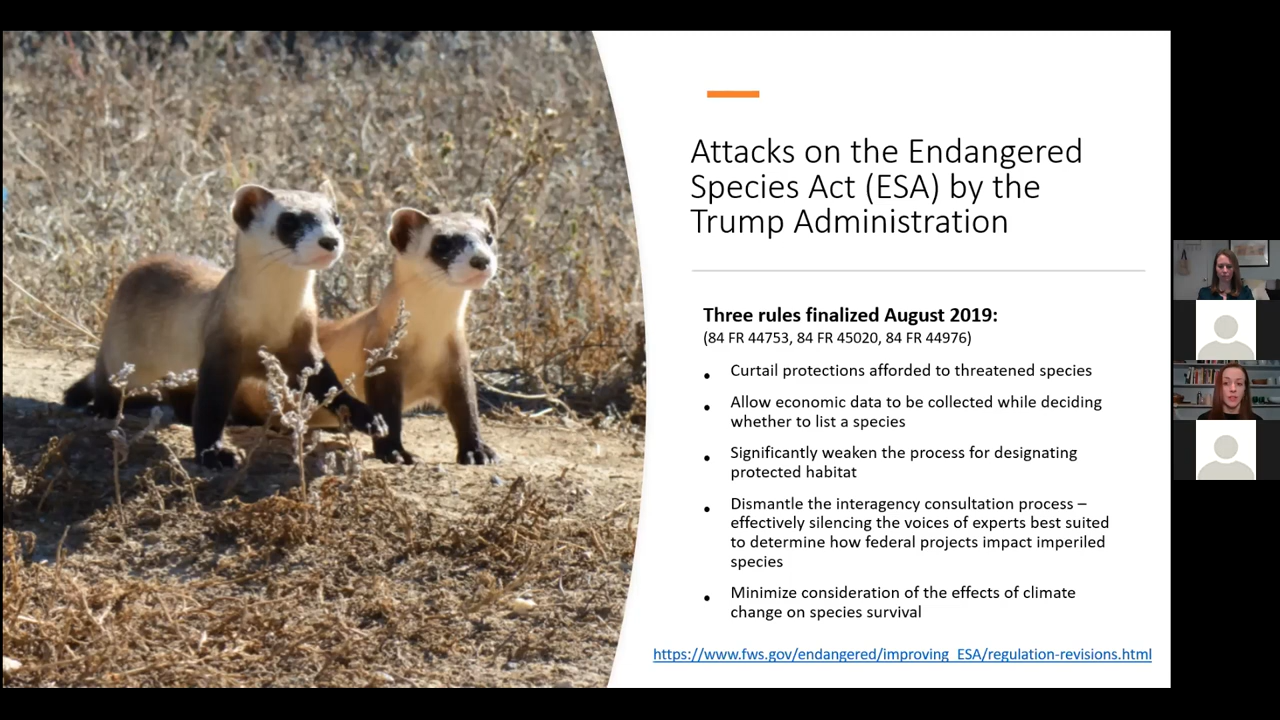 Attacks on the Endangered
Species Act (ESA) by the
Trump Administration
Three rules finalized August 2019:
(84 FR 44753, 84 FR 45020, 84 FR 44976)
• Curtail protections afforded to threatened species
• Allow economic data to be collected while deciding
whether to list a species
• Significantly weaken the process for designating
protected habitat
• Dismantle the interagency consultation process –
effectively silencing the voices of experts best suited
to determine how federal projects impact imperiled
species
• Minimize consideration of the effects of climate
change on species survival
https://www.fws.gov/endangered/improving_ESA/regulation-revisions.html